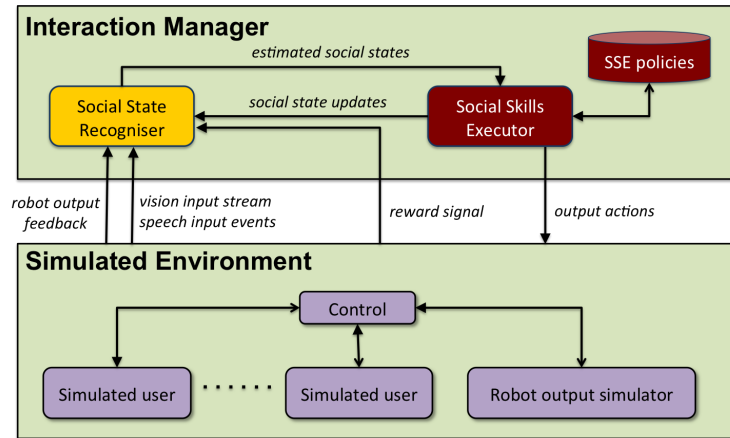 Interaction Manager
estimated social states
SSE policies
Social State
Recogniser
social state updates
Social Skills
Executor
robot output
feedback
vision input stream
speech input events
reward signal
output actions
Simulated Environment
Control
Simulated user
......
Simulated user
Robot output simulator